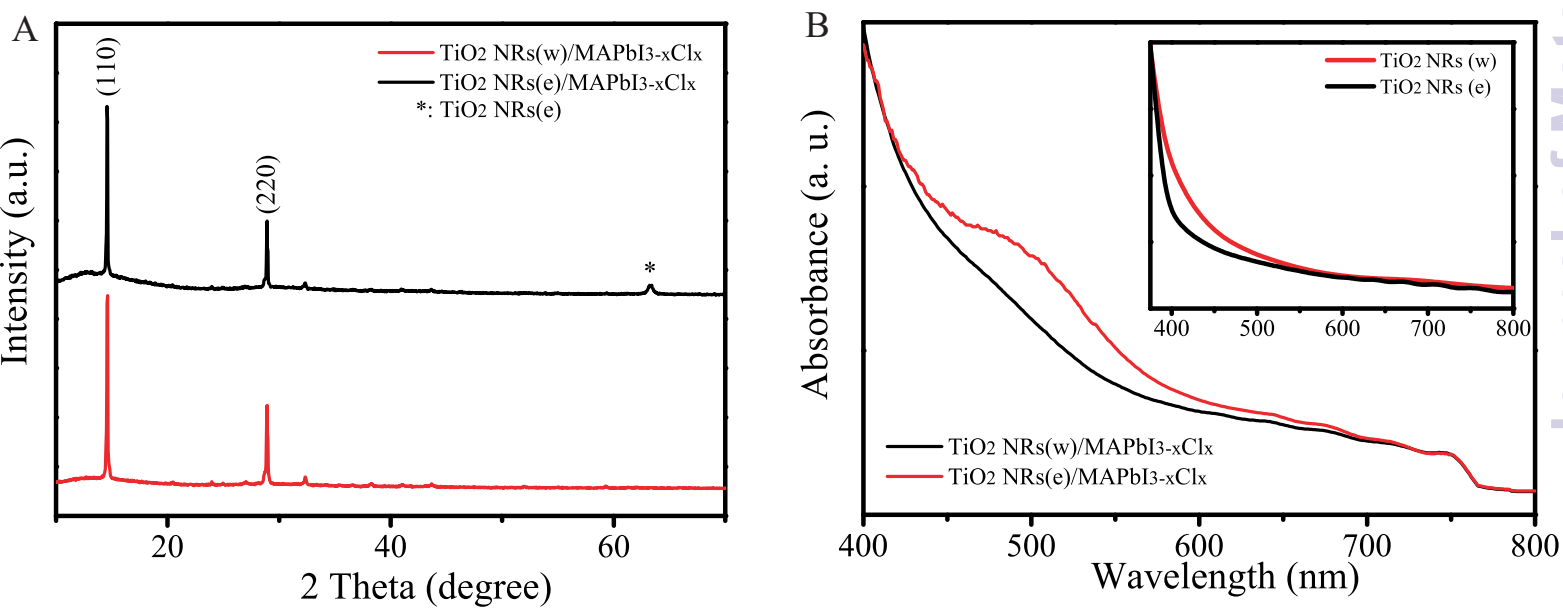 A
Intensity (a.u.)
(110)
(220)
*
TiO2 NRs(w)/MAPbI3-xClx
TiO2 NRs(e)/MAPbI3-xClx
*: TiO2 NRs(e)
20 40 60
2 Theta (degree)
B
Absorbance (a. u.)
TiO2 NRs (w)
TiO2 NRs (e)
400 500 600 700 800
TiO2 NRs(w)/MAPbI3-xClx
TiO2 NRs(e)/MAPbI3-xClx
400 500 600 700 800
Wavelength (nm)